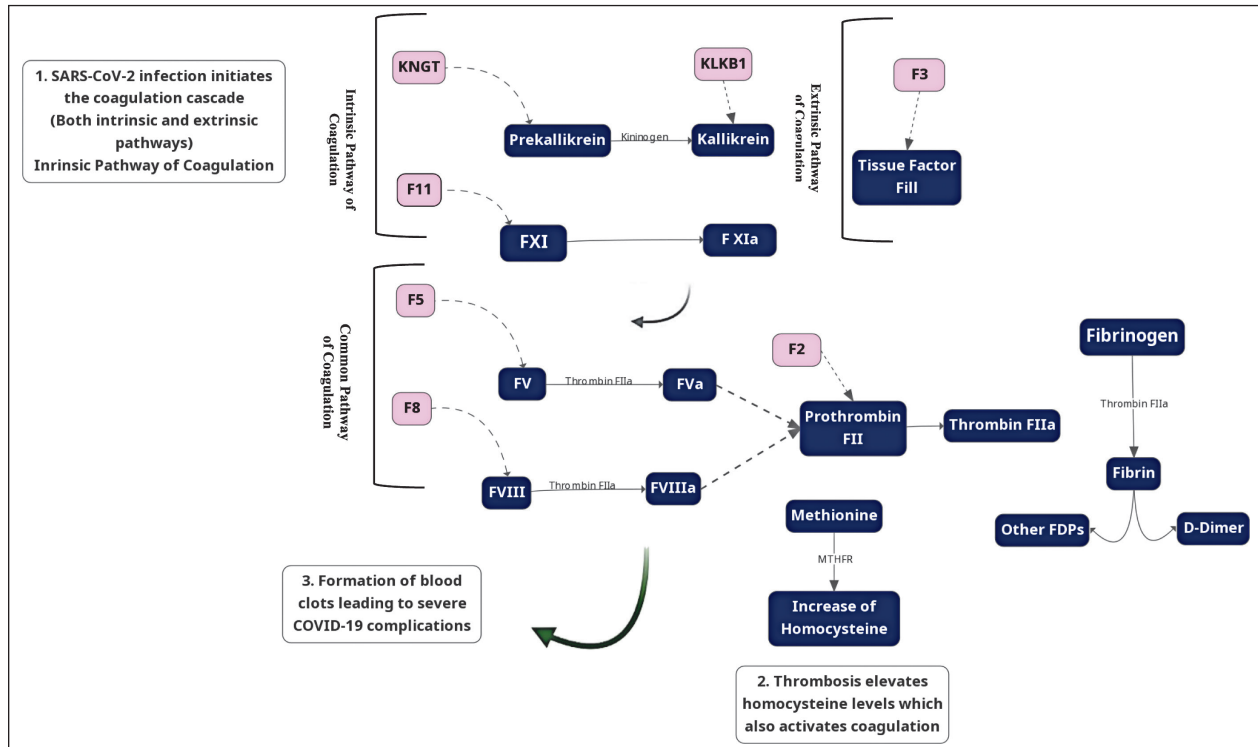 1. SARS-CoV-2 infection initiates
the coagulation cascade
(Both intrinsic and extrinsic
pathways)
Inrinsic Pathway of Coagulation
Intrinsic Pathway of
Coagulation
KNGT
Prekallikrein
Kininogen
KLKB1
Kallikrein
F11
FXI
F XIa
Extrinsic Pathway
of Coagulation
F3
Tissue Factor
Fill
Common Pathway
of Coagulation
F5
FV
Thrombin FIIa
FVa
F8
FVIII
Thrombin FIIa
FVIIIa
F2
Prothrombin
FII
Thrombin FIIa
Fibrinogen
Thrombin FIIa
Fibrin
Other FDPs
D-Dimer
Methionine
MTHFR
Increase of
Homocysteine
3. Formation of blood
clots leading to severe
COVID-19 complications
2. Thrombosis elevates
homocysteine levels which
also activates coagulation